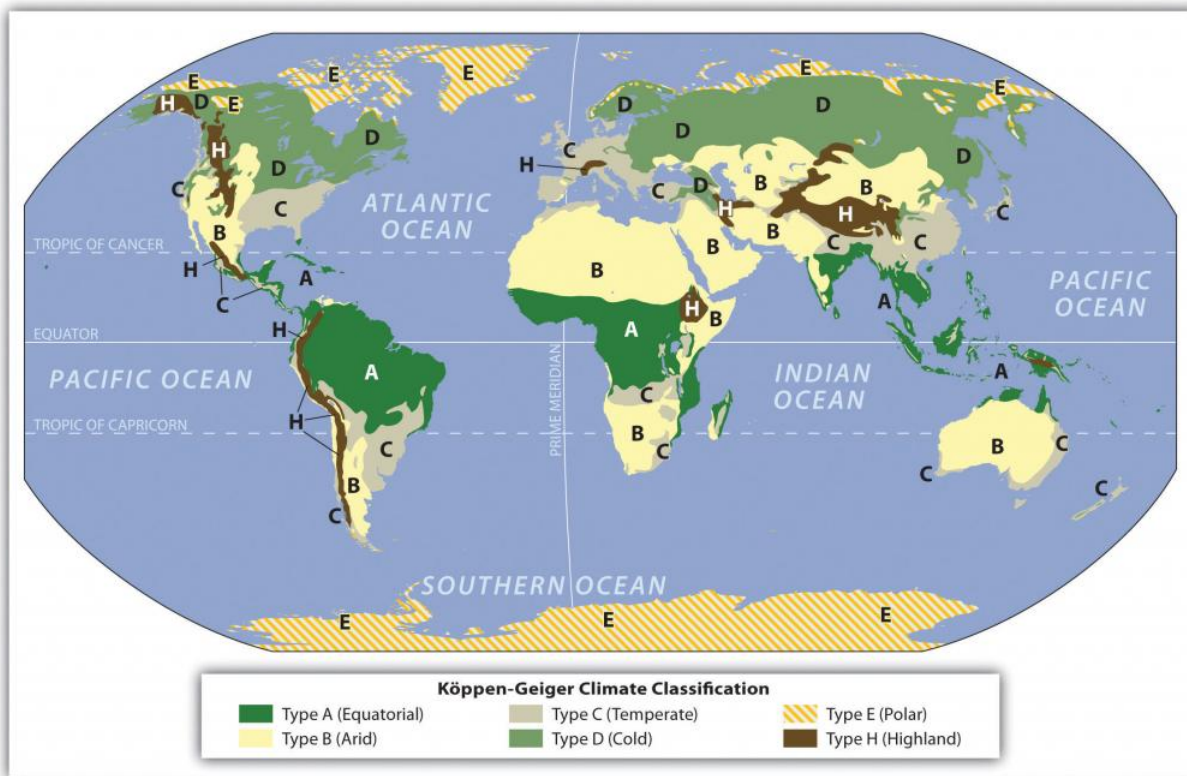 E
E
E
E
E
H
D
E
D
D
D
D
D
D
H
C
H
C
B
D
B
H
H
C
C
C
ATLANTIC
OCEAN
TROPIC OF CANCER
B
B
B
B
C
C
H
C
A
B
A
PACIFIC
OCEAN
H
B
EQUATOR
H
A
PACIFIC OCEAN
A
PRIME MERIDIAN
INDIAN
OCEAN
A
C
TROPIC OF CAPRICORN
H
C
B
C
B
C
B
C
C
C
SOUTHERN OCEAN
E
E
E
Köppen-Geiger Climate Classification
Type A (Equatorial)
Type C (Temperate)
Type E (Polar)
Type B (Arid)
Type D (Cold)
Type H (Highland)